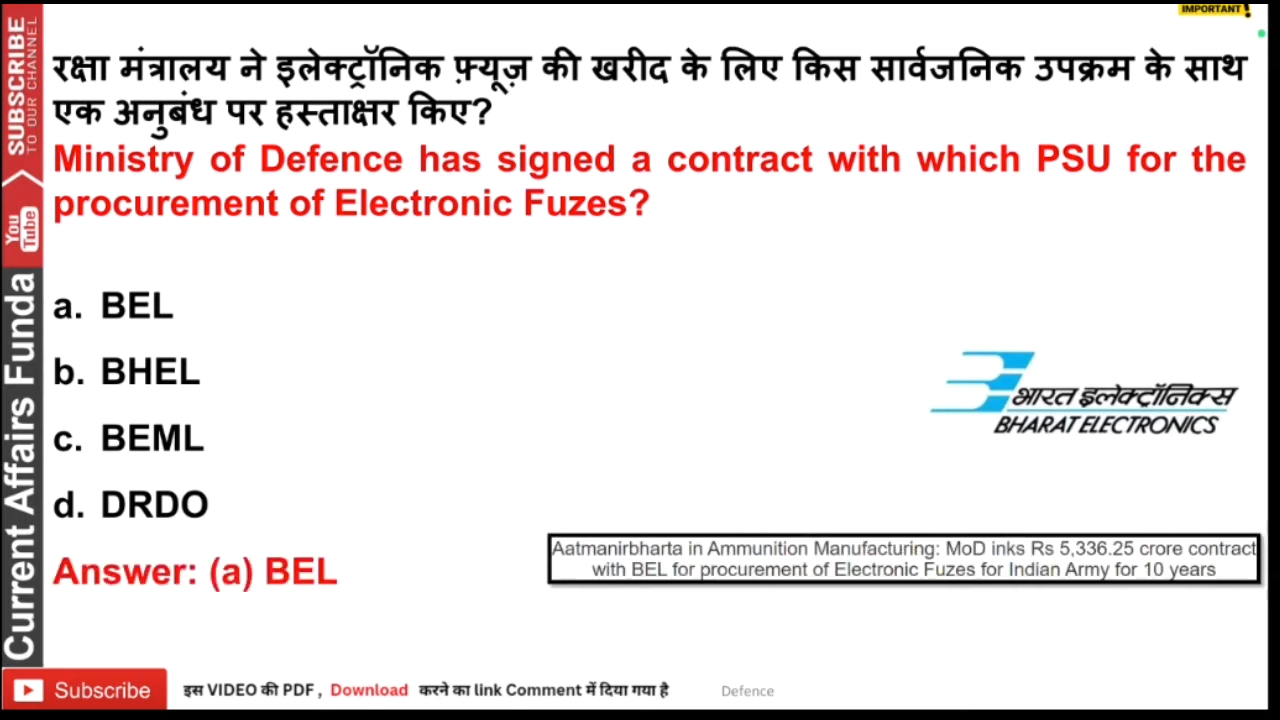 IMPORTANT!
रक्षा मंत्रालय ने इलेक्ट्रॉनिक फ़्यूज़ की खरीद के लिए किस सार्वजनिक उपक्रम के साथ
एक अनुबंध पर हस्ताक्षर किए?
Ministry of Defence has signed a contract with which PSU for the
procurement of Electronic Fuzes?
a. BEL
b. BHEL
c. BEML
d. DRDO
Answer: (a) BEL
भारत इलेक्ट्रॉनिक्स
BHARAT ELECTRONICS
Aatmanirbharta in Ammunition Manufacturing: MoD inks Rs 5,336.25 crore contract
with BEL for procurement of Electronic Fuzes for Indian Army for 10 years
SUBSCRIBE
TO OUR CHANNEL
You
Tube
Current Affairs Funda
Subscribe
इस VIDEO की PDF, Download करने का link Comment में दिया गया है
Defence